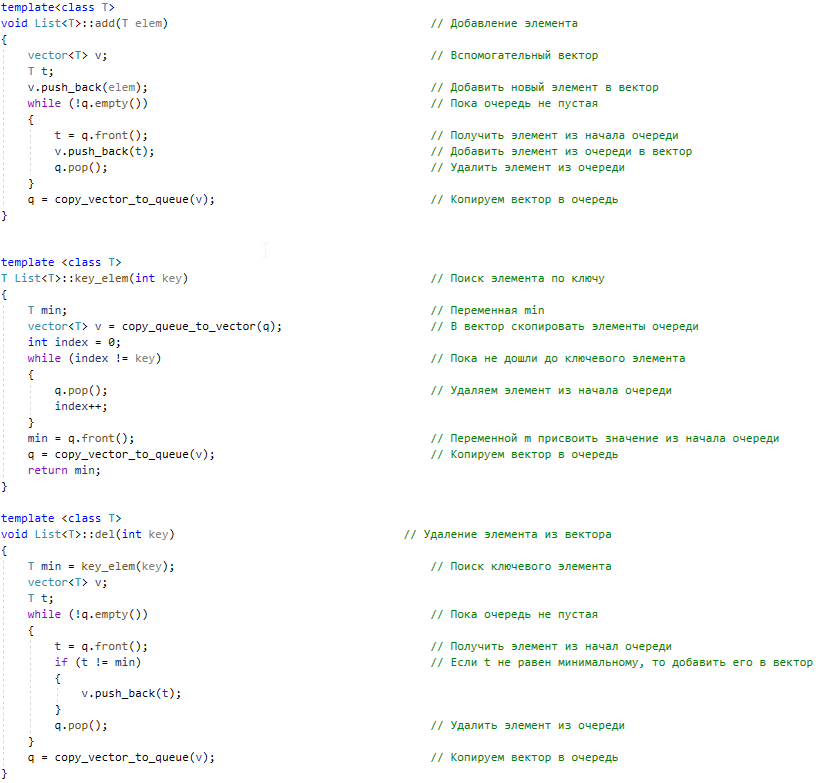 template<class T>
void List<T>::add(T elem) // Добавление элемента
{
vector<T> v; // Вспомогательный вектор
T t;
v.push_back(elem); // Добавить новый элемент в вектор
while (!q.empty()) // Пока очередь не пустая
{
t = q.front(); // Получить элемент из начала очереди
v.push_back(t); // Добавить элемент из очереди в вектор
q.pop(); // Удалить элемент из очереди
}
q = copy_vector_to_queue(v); // Копируем вектор в очередь
}
template <class T>
T List<T>::key_elem(int key) // Поиск элемента по ключу
{
T min; // Переменная min
vector<T> v = copy_queue_to_vector(q); // В вектор скопировать элементы очереди
int index = 0;
while (index != key) // Пока не дошли до ключевого элемента
{
q.pop(); // Удаляем элемент из начала очереди
index++;
}
min = q.front(); // Переменной m присвоить значение из начала очереди
q = copy_vector_to_queue(v); // Копируем вектор в очередь
return min;
}
template <class T>
void List<T>::del(int key) // Удаление элемента из вектора
{
T min = key_elem(key); // Поиск ключевого элемента
vector<T> v;
T t;
while (!q.empty()) // Пока очередь не пустая
{
t = q.front(); // Получить элемент из начал очереди
if (t != min) // Если t не равен минимальному, то добавить его в вектор
{
v.push_back(t);
}
q.pop(); // Удалить элемент из очереди
}
q = copy_vector_to_queue(v); // Копируем вектор в очередь
}